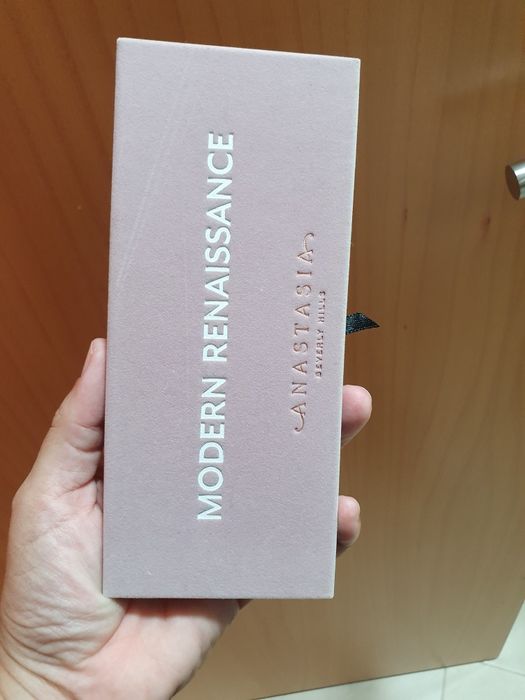 MODERN RENAISSANCE
ANASTASIA
BEVERLY HILLS